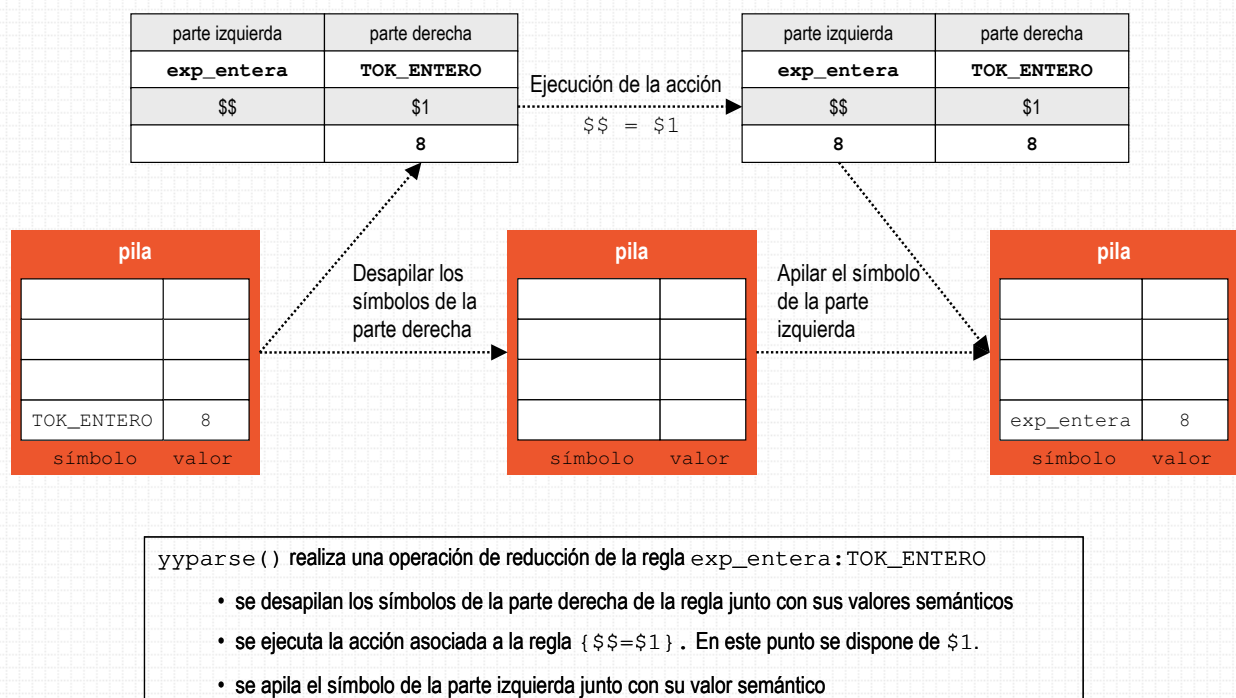 parte izquierda parte derecha
exp_entera TOK_ENTERO
$$ $1
8
Ejecución de la acción
$$ = $1
parte izquierda parte derecha
exp_entera TOK_ENTERO
$$ $1
8 8
pila
TOK_ENTERO 8
símbolo valor
Desapilar los
símbolos de la
parte derecha
pila
símbolo valor
Apilar el símbolo
de la parte
izquierda
pila
exp_entera 8
símbolo valor
yyparse() realiza una operación de reducción de la regla exp_entera:TOK_ENTERO
• se desapilan los símbolos de la parte derecha de la regla junto con sus valores semánticos
• se ejecuta la acción asociada a la regla {$$=$1}. En este punto se dispone de $1.
• se apila el símbolo de la parte izquierda junto con su valor semántico